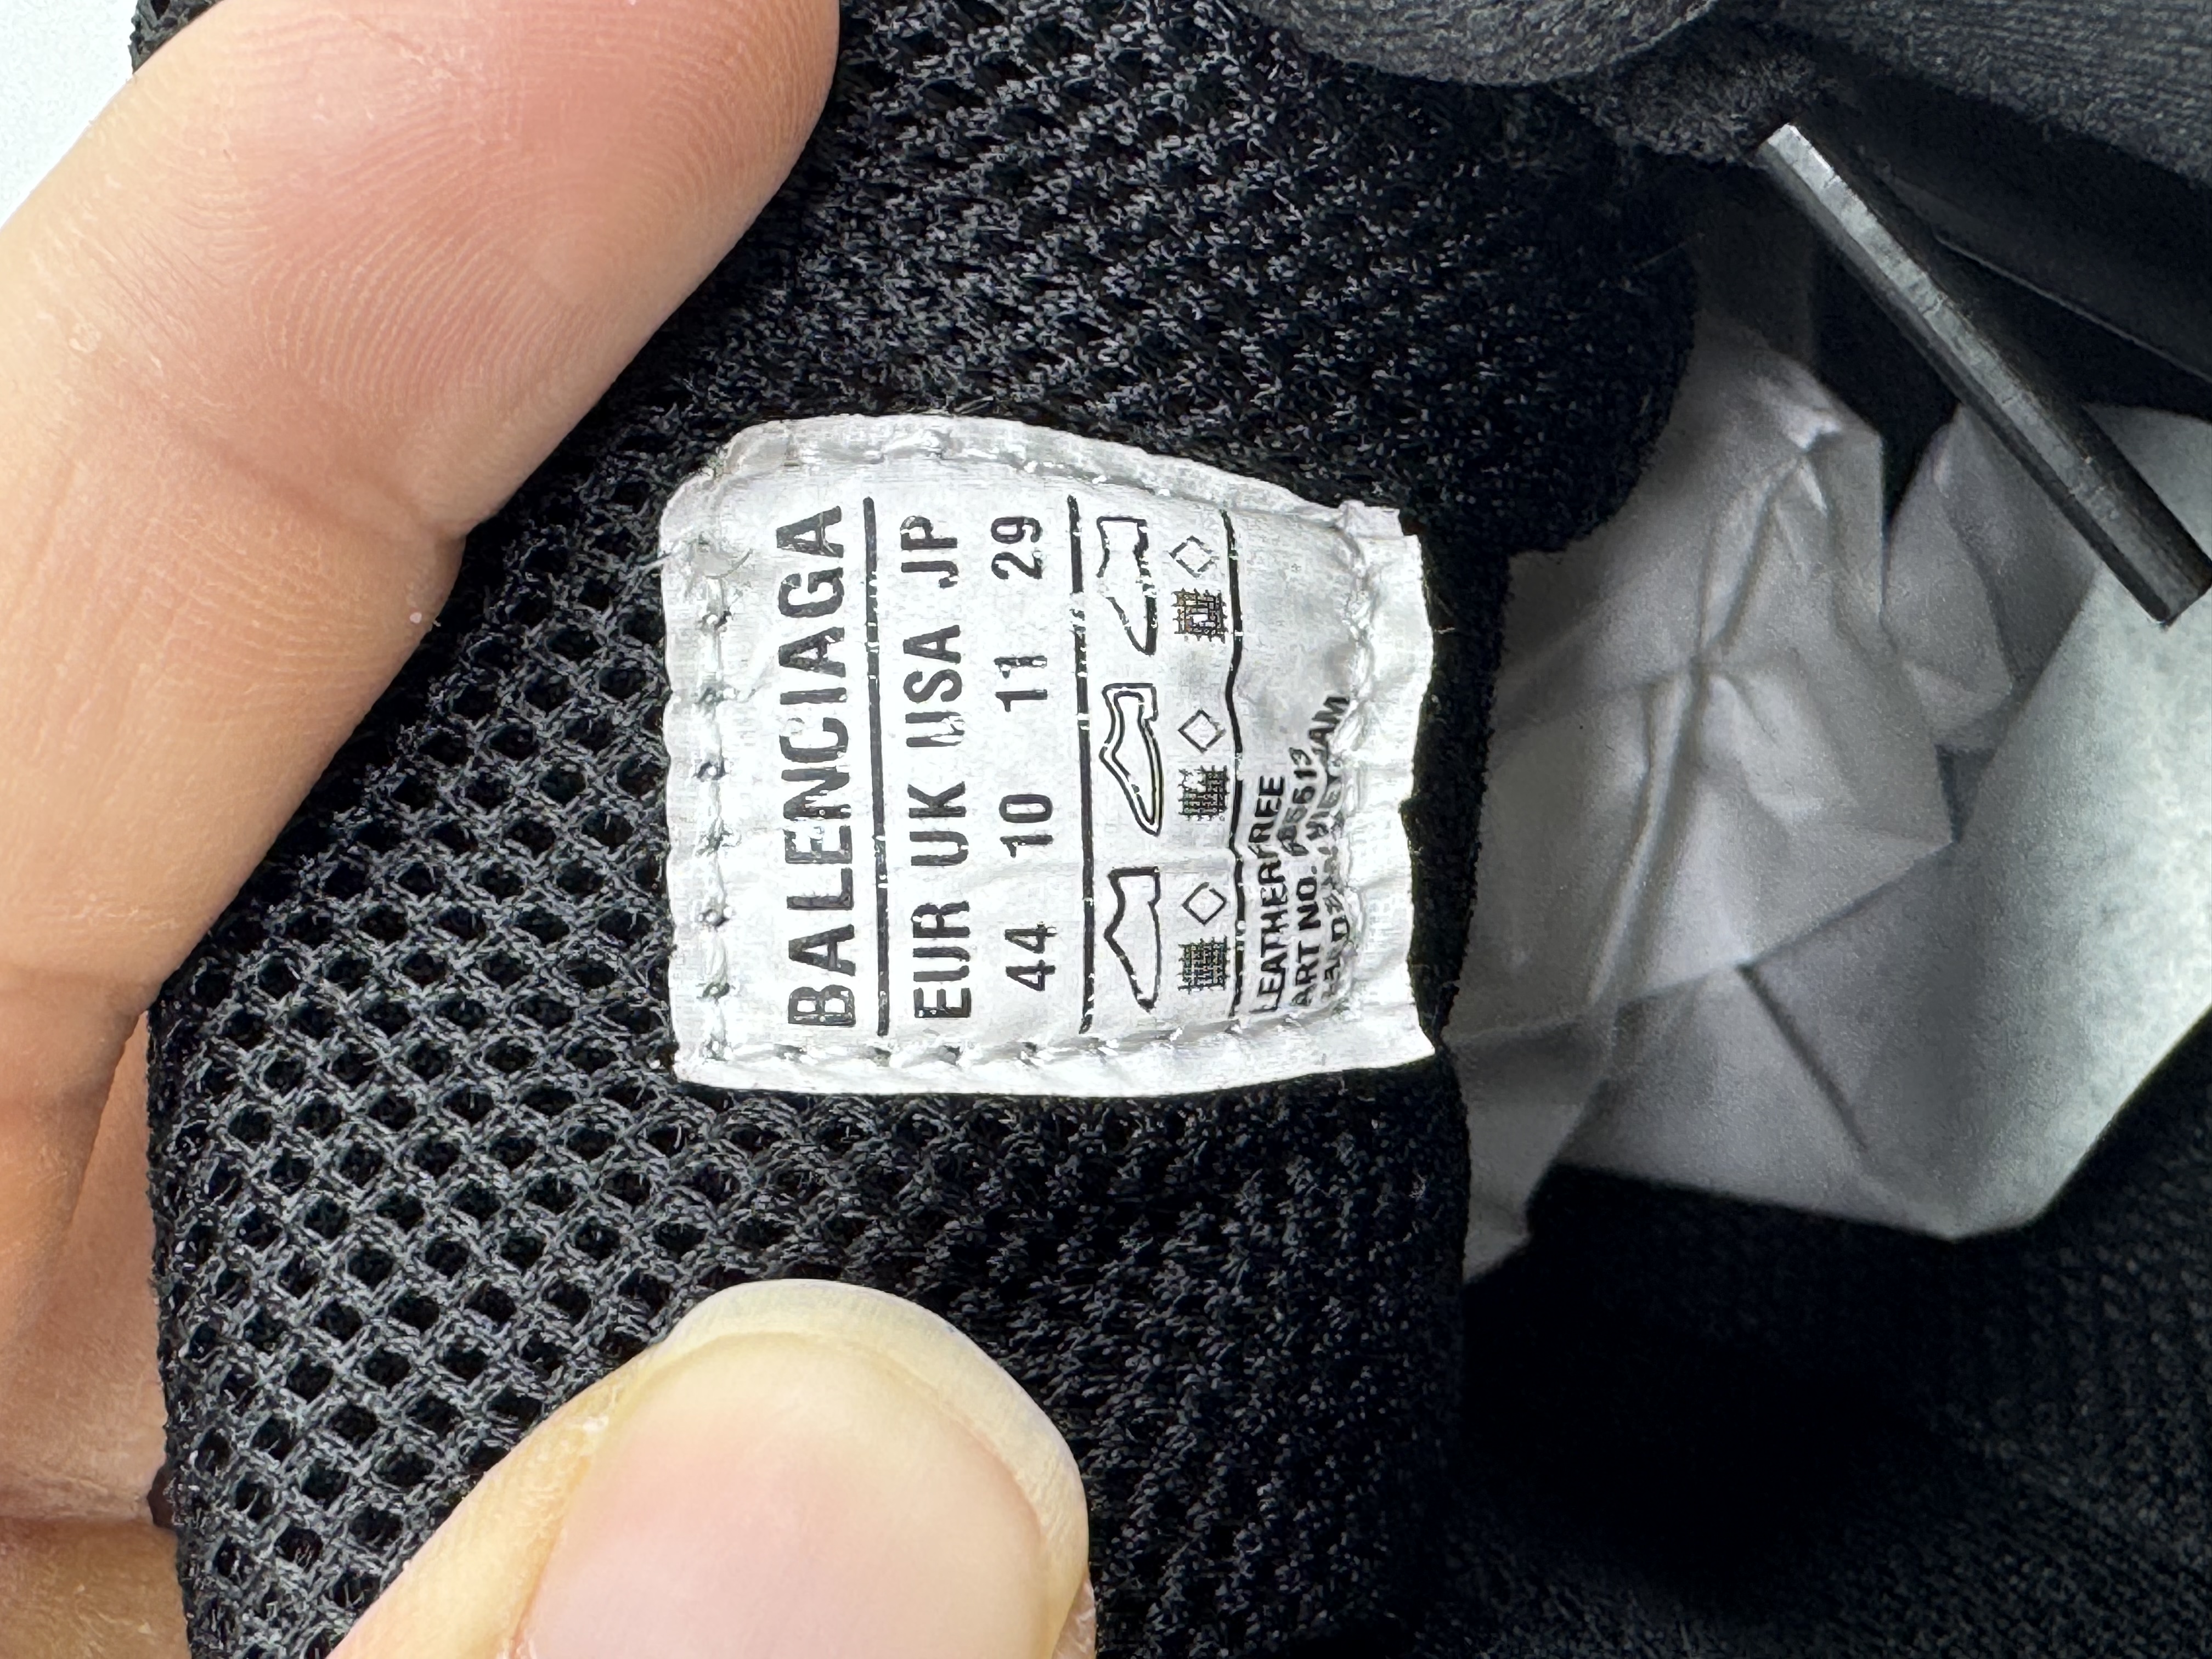 BALENCIAGA
EUR UK USA JP
44 10 11 29
LEATHERFREE
ART NO.